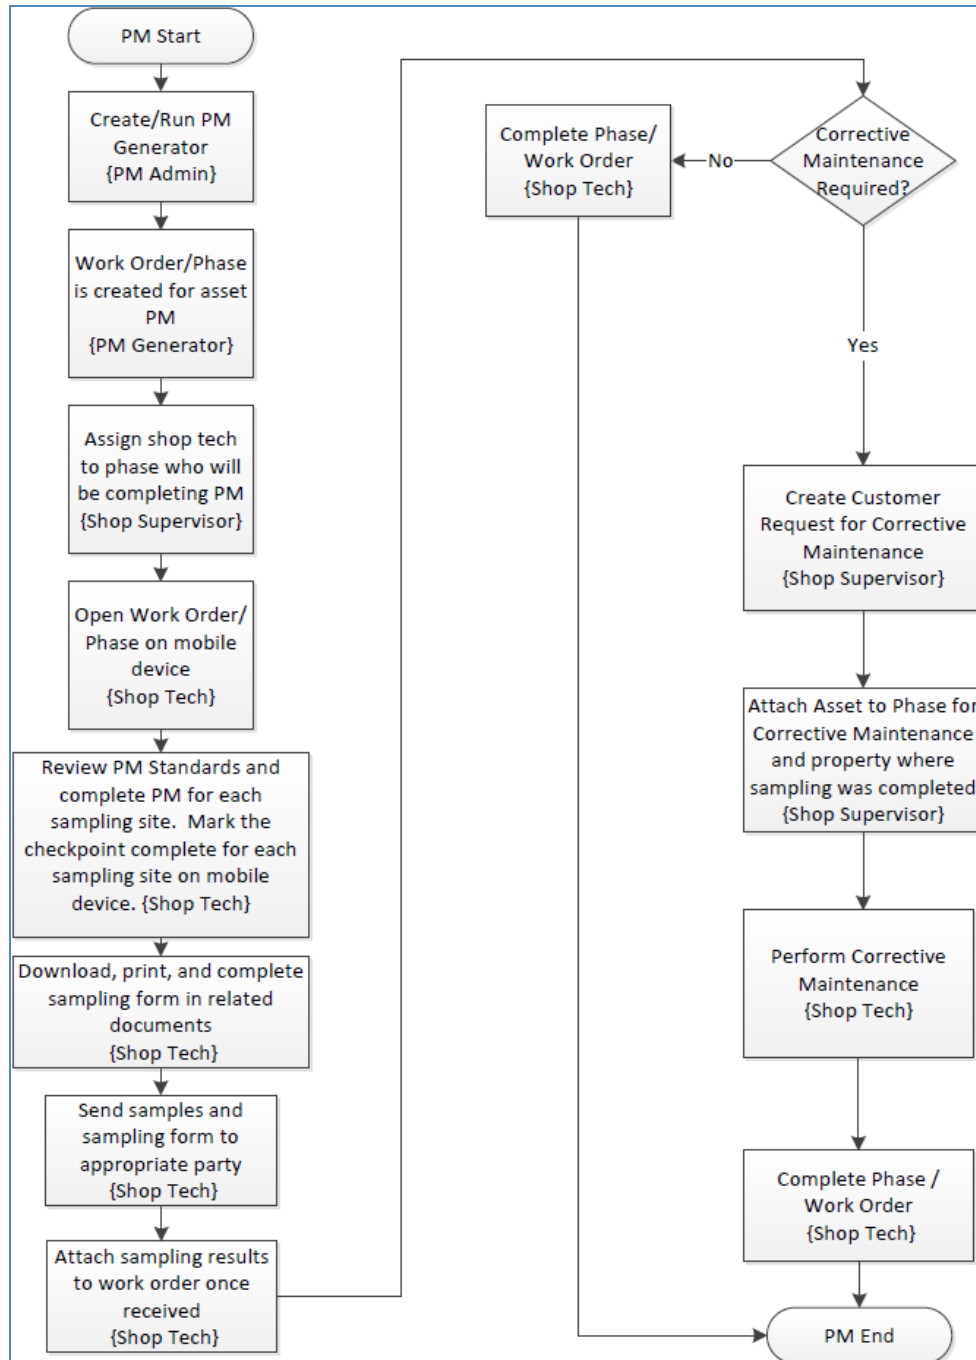 PM Start
Create/Run PM
Generator
{PM Admin}
Work Order/Phase
is created for asset
PM
{PM Generator}
Assign shop tech
to phase who will
be completing PM
{Shop Supervisor}
Open Work Order/
Phase on mobile
device
{Shop Tech}
Review PM Standards and
complete PM for each
sampling site.  Mark the
checkpoint complete for each
sampling site on mobile
device. {Shop Tech}
Download, print, and complete
sampling form in related
documents
{Shop Tech}
Send samples and
sampling form to
appropriate party
{Shop Tech}
Attach sampling results
to work order once
received
{Shop Tech}
Corrective
Maintenance
Required?
No
Complete Phase/
Work Order
{Shop Tech}
Yes
Create Customer
Request for Corrective
Maintenance
{Shop Supervisor}
Attach Asset to Phase for
Corrective Maintenance
and property where
sampling was completed
{Shop Supervisor}
Perform Corrective
Maintenance
{Shop Tech}
Complete Phase /
Work Order
{Shop Tech}
PM End